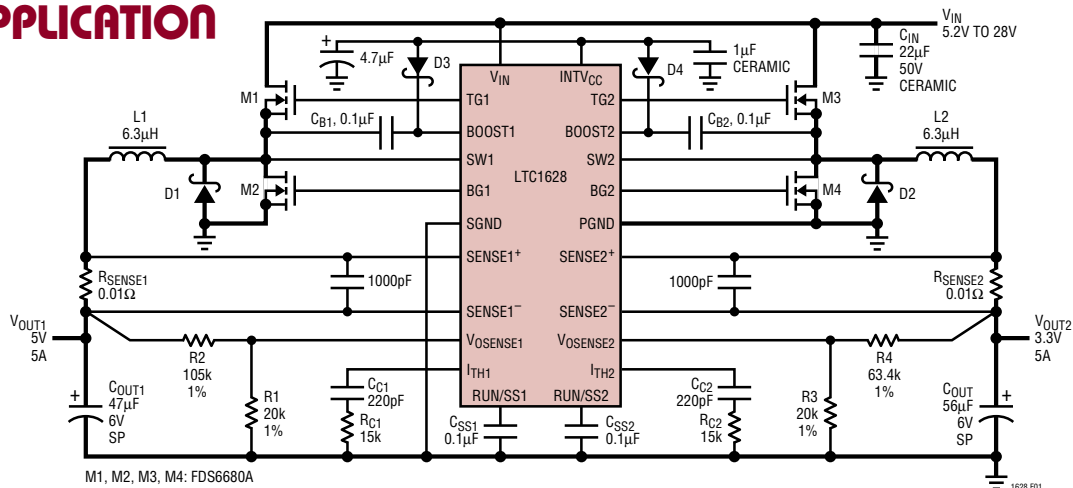 PPLICATION
VIN
5.2V TO 28V
CIN
22µF
50V
CERAMIC
+
4.7µF
D3
D4
1µF
CERAMIC
VIN
INTVCC
M1
TG1
TG2
M3
L1
6.3µH
CB1, 0.1µF
BOOST1
BOOST2
CB2, 0.1µF
L2
6.3µH
SW1
SW2
LTC1628
D1
M2
BG1
BG2
M4
D2
SGND
PGND
SENSE1+
SENSE2+
RSENSE1
0.01Ω
1000pF
1000pF
RSENSE2
0.01Ω
SENSE1–
SENSE2–
VOUT1
5V
5A
R2
105k
1%
VOSENSE1
VOSENSE2
R4
63.4k
1%
VOUT2
3.3V
5A
ITH1
ITH2
+
COUT1
47µF
6V
SP
R1
20k
1%
CC1
220pF
RC1
15k
RUN/SS1
RUN/SS2
CSS1
0.1µF
CSS2
0.1µF
CC2
220pF
RC2
15k
R3
20k
1%
COUT
56µF
6V
SP
+
M1, M2, M3, M4: FDS6680A
1628 F01